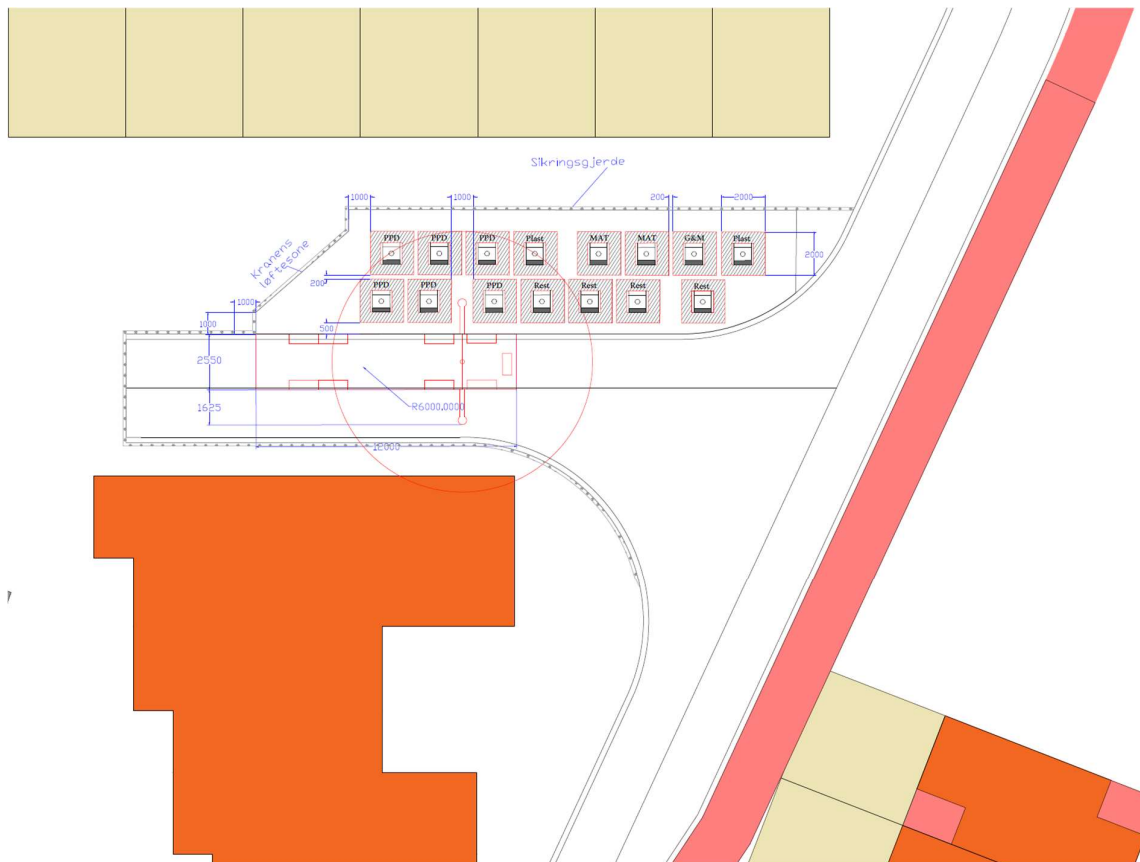 Sikringsgjerde
1000
1000
200
2000
PPD
PPD
PPD
Plast
MAT
MAT
G&M
Plast
2000
Kranens
løftesone
200
PPD
PPD
PPD
Rest
Rest
Rest
Rest
1000
1000
500
2550
1625
R6000,0000
12000